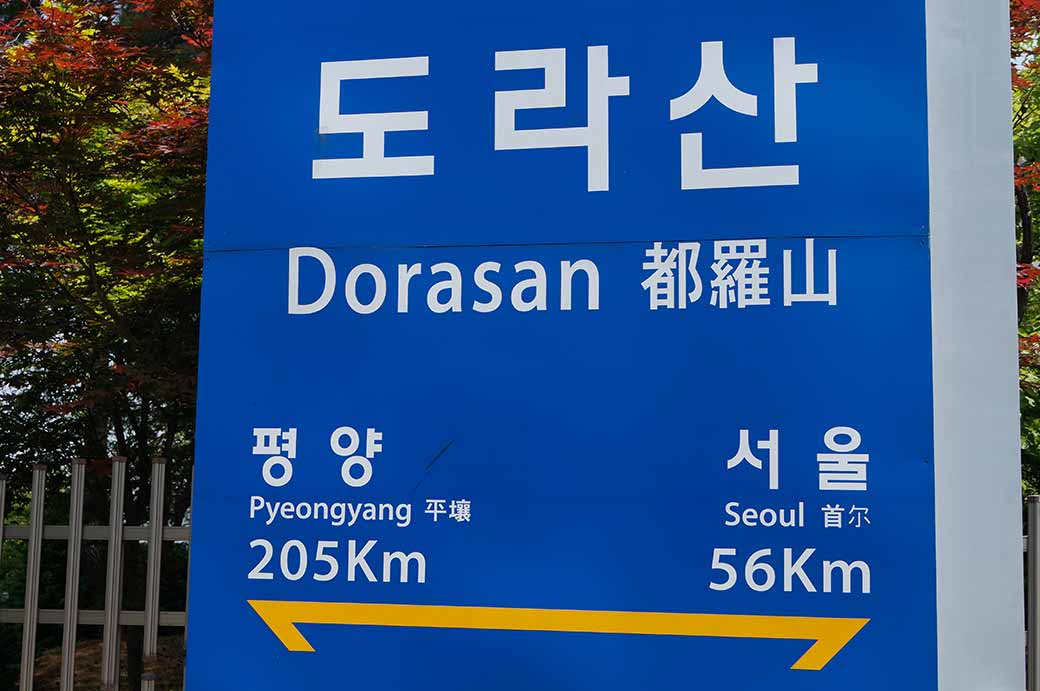 도라산
Dorasan 都羅山
평양 서울
Pyeongyang 平壤 Seoul 首尔
205Km 56Km